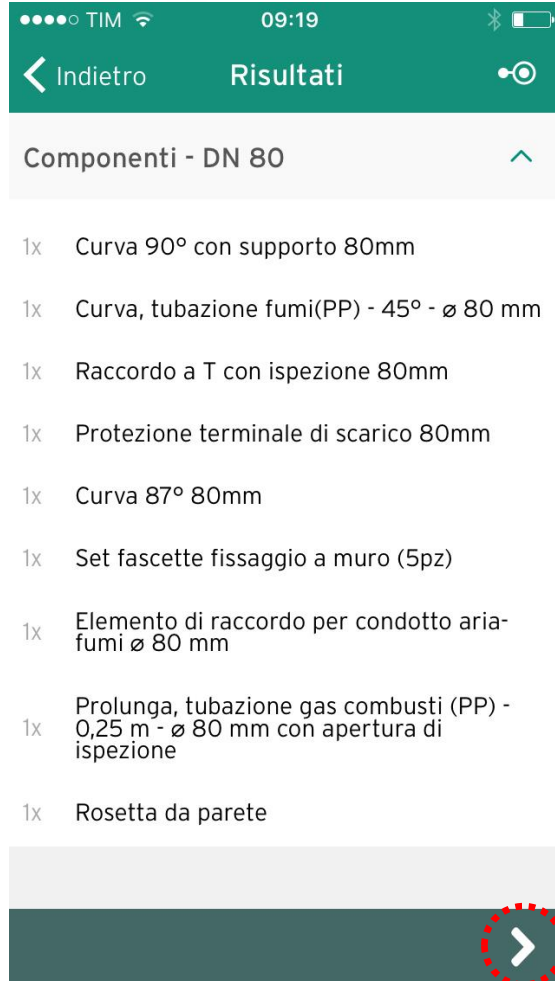 TIM 09:19
Indietro Risultati
Componenti - DN 80
1x Curva 90° con supporto 80mm
1x Curva, tubazione fumi(PP) - 45° - ø 80 mm
1x Raccordo a T con ispezione 80mm
1x Protezione terminale di scarico 80mm
1x Curva 87° 80mm
1x Set fascette fissaggio a muro (5pz)
1x Elemento di raccordo per condotto aria-
fumi ø 80 mm
Prolunga, tubazione gas combusti (PP) -
1x 0,25 m - ø 80 mm con apertura di
ispezione
1x Rosetta da parete